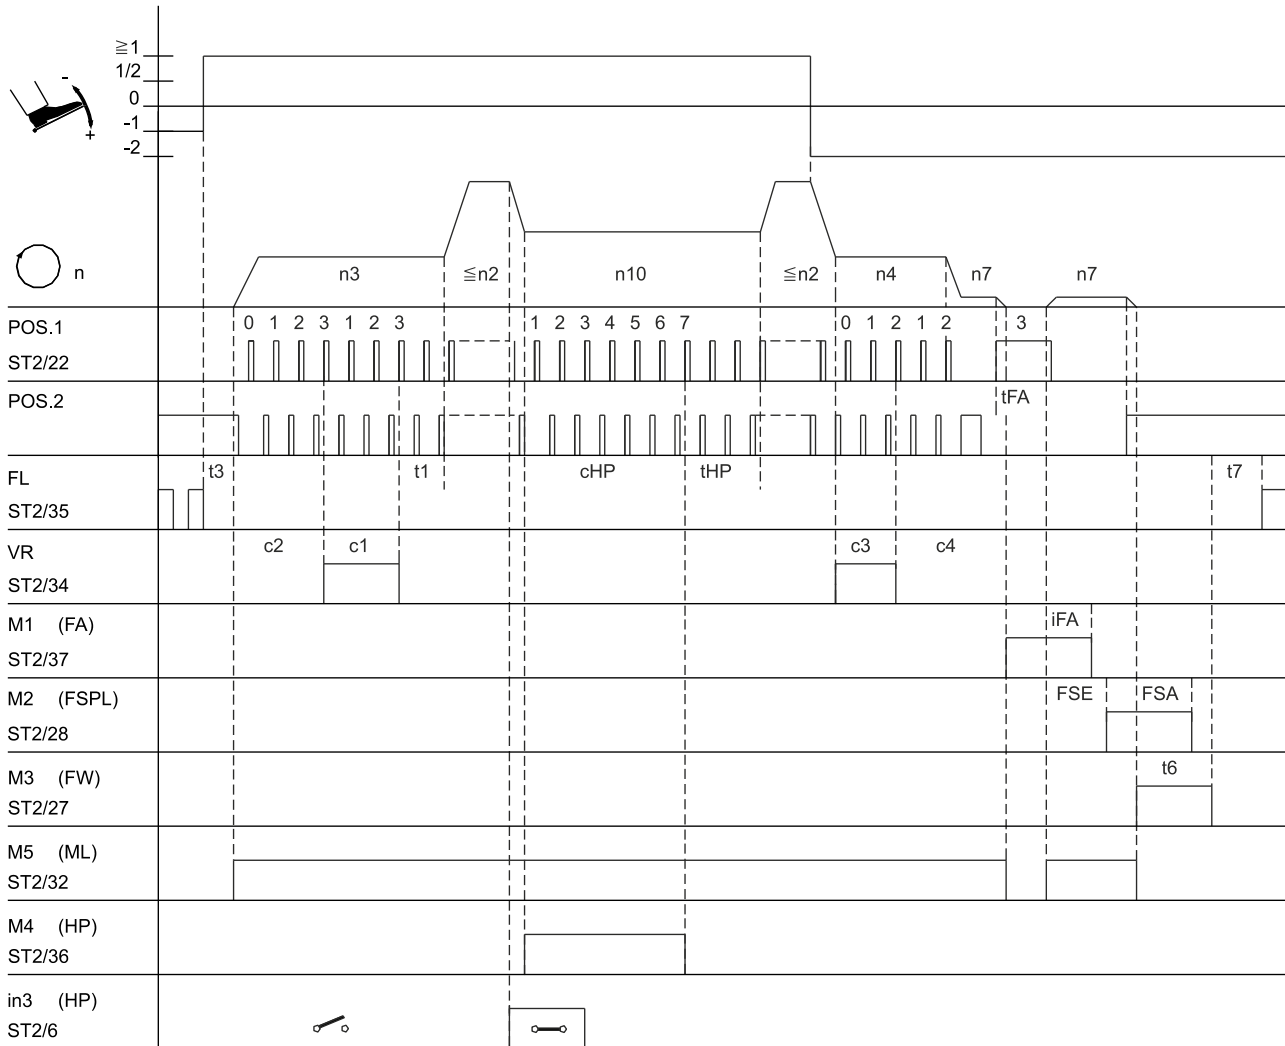 ≧1
1/2
0
-1
-2
-
+
n
n3 ≦n2 n10 ≦n2 n4 n7 n7
POS.1
0 1 2 3 1 2 3 1 2 3 4 5 6 7 0 1 2 1 2 3
ST2/22
POS.2
tFA
FL
t3 t1 cHP tHP t7
ST2/35
VR
c2 c1 c3 c4
ST2/34
M1 (FA)
iFA
ST2/37
M2 (FSPL)
FSE FSA
ST2/28
M3 (FW)
t6
ST2/27
M5 (ML)
ST2/32
M4 (HP)
ST2/36
in3 (HP)
ST2/6